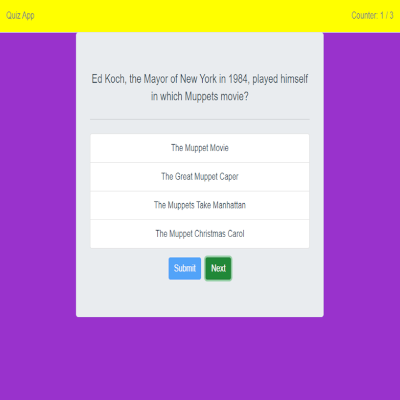 Quiz App
Counter: 1 / 3
Ed Koch, the Mayor of New York in 1984, played himself
in which Muppets movie?
The Muppet Movie
The Great Muppet Caper
The Muppets Take Manhattan
The Muppet Christmas Carol
Submit
Next